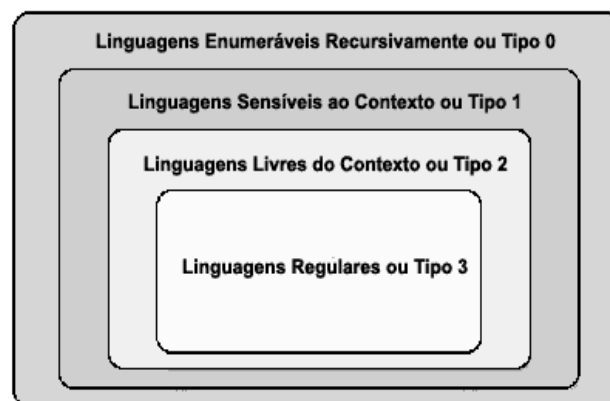 Linguagens Enumeráveis Recursivamente ou Tipo 0
Linguagens Sensíveis ao Contexto ou Tipo 1
Linguagens Livres do Contexto ou Tipo 2
Linguagens Regulares ou Tipo 3